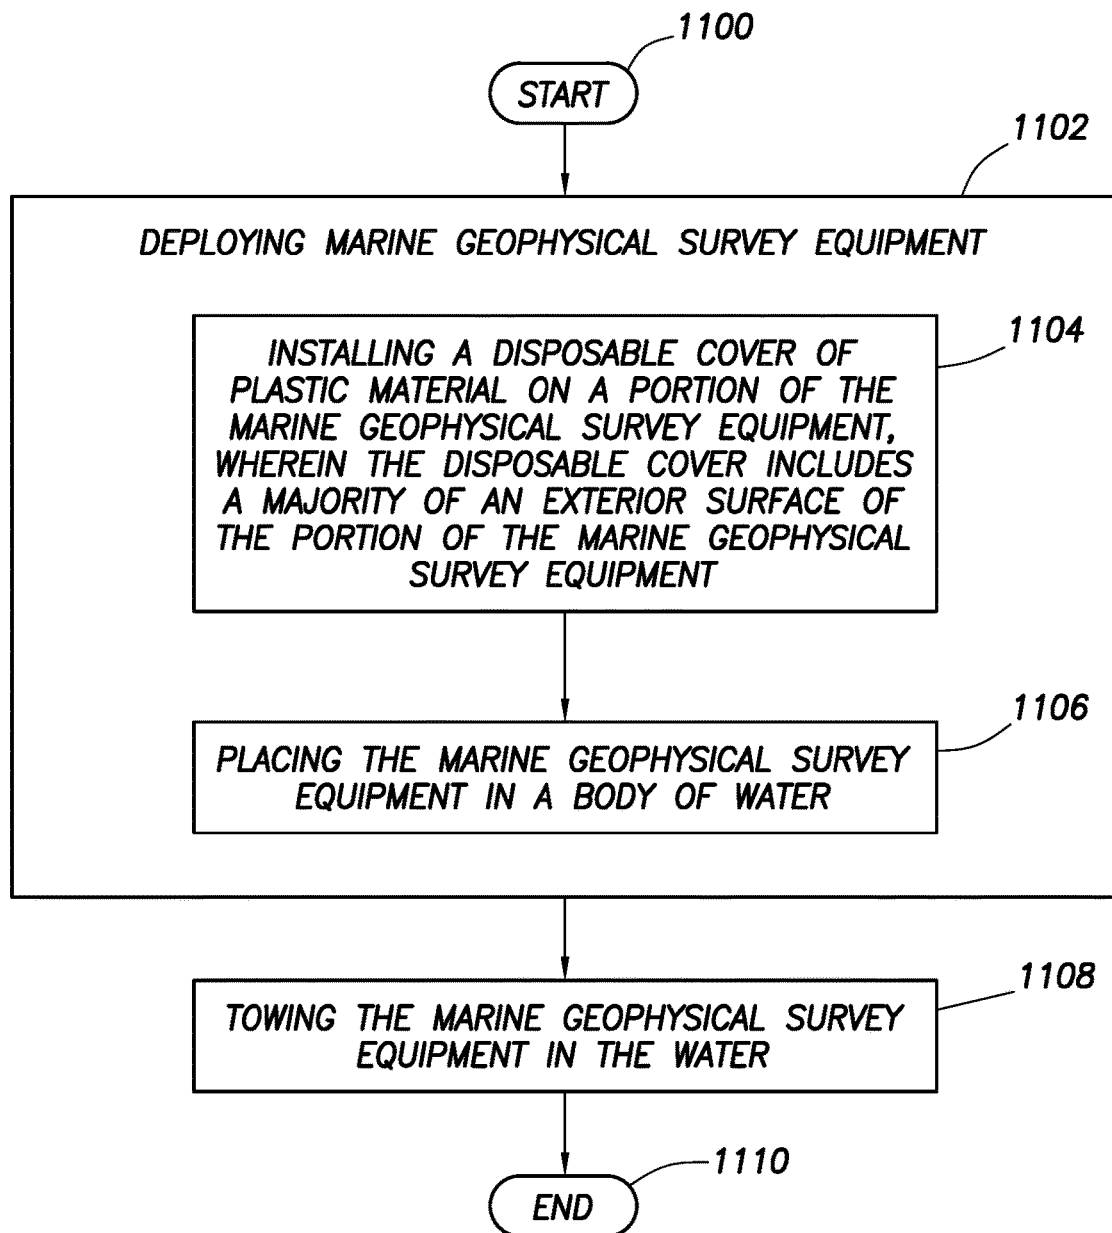 1100
START
1102
DEPLOYING MARINE GEOPHYSICAL SURVEY EQUIPMENT
1104
INSTALLING A DISPOSABLE COVER OF
PLASTIC MATERIAL ON A PORTION OF THE
MARINE GEOPHYSICAL SURVEY EQUIPMENT,
WHEREIN THE DISPOSABLE COVER INCLUDES
A MAJORITY OF AN EXTERIOR SURFACE OF
THE PORTION OF THE MARINE GEOPHYSICAL
SURVEY EQUIPMENT
1106
PLACING THE MARINE GEOPHYSICAL SURVEY
EQUIPMENT IN A BODY OF WATER
1108
TOWING THE MARINE GEOPHYSICAL SURVEY
EQUIPMENT IN THE WATER
1110
END